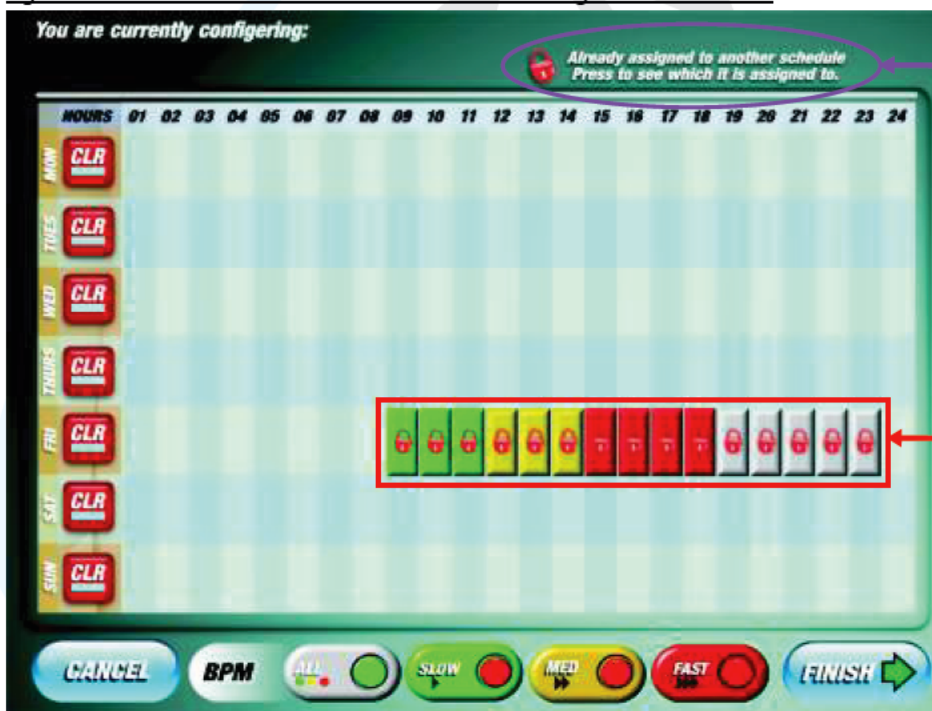 You are currently configering:
Already assigned to another schedule
Press to see which it is assigned to.
HOURS 01 02 03 04 05 06 07 08 09 10 11 12 13 14 15 16 17 18 19 20 21 22 23 24
MON CLR
TUES CLR
WED CLR
THURS CLR
FRI CLR
SAT CLR
SUN CLR
CANCEL BPM ALL SLOW MED FAST FINISH